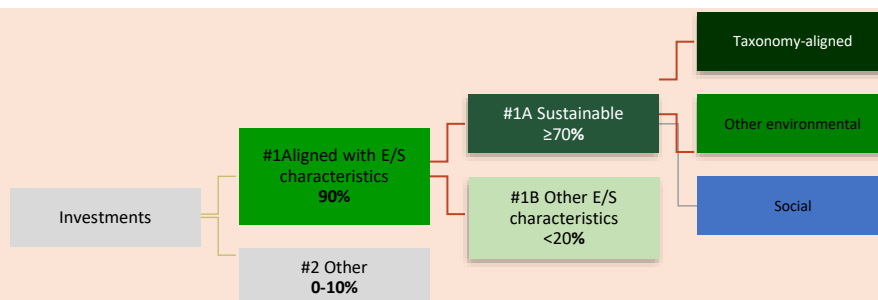 Investments
#1Aligned with E/S
characteristics
90%
#2 Other
0-10%
#1A Sustainable
≥70%
#1B Other E/S
characteristics
<20%
Taxonomy-aligned
Other environmental
Social